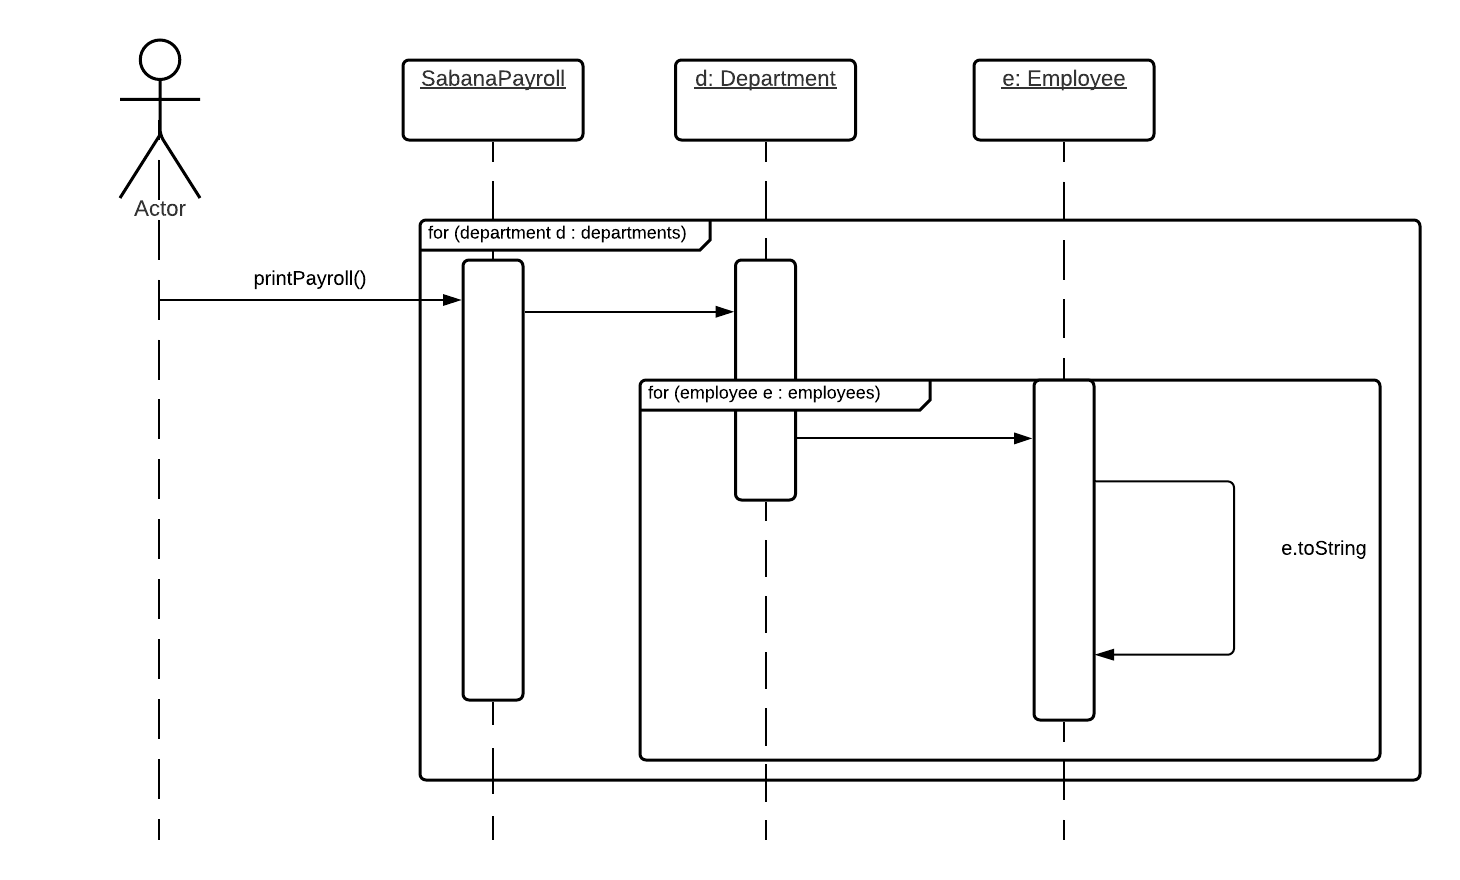 SabanaPayroll
d: Department
e: Employee
Actor
for (department d : departments)
printPayroll()
for (employee e : employees)
e.toString